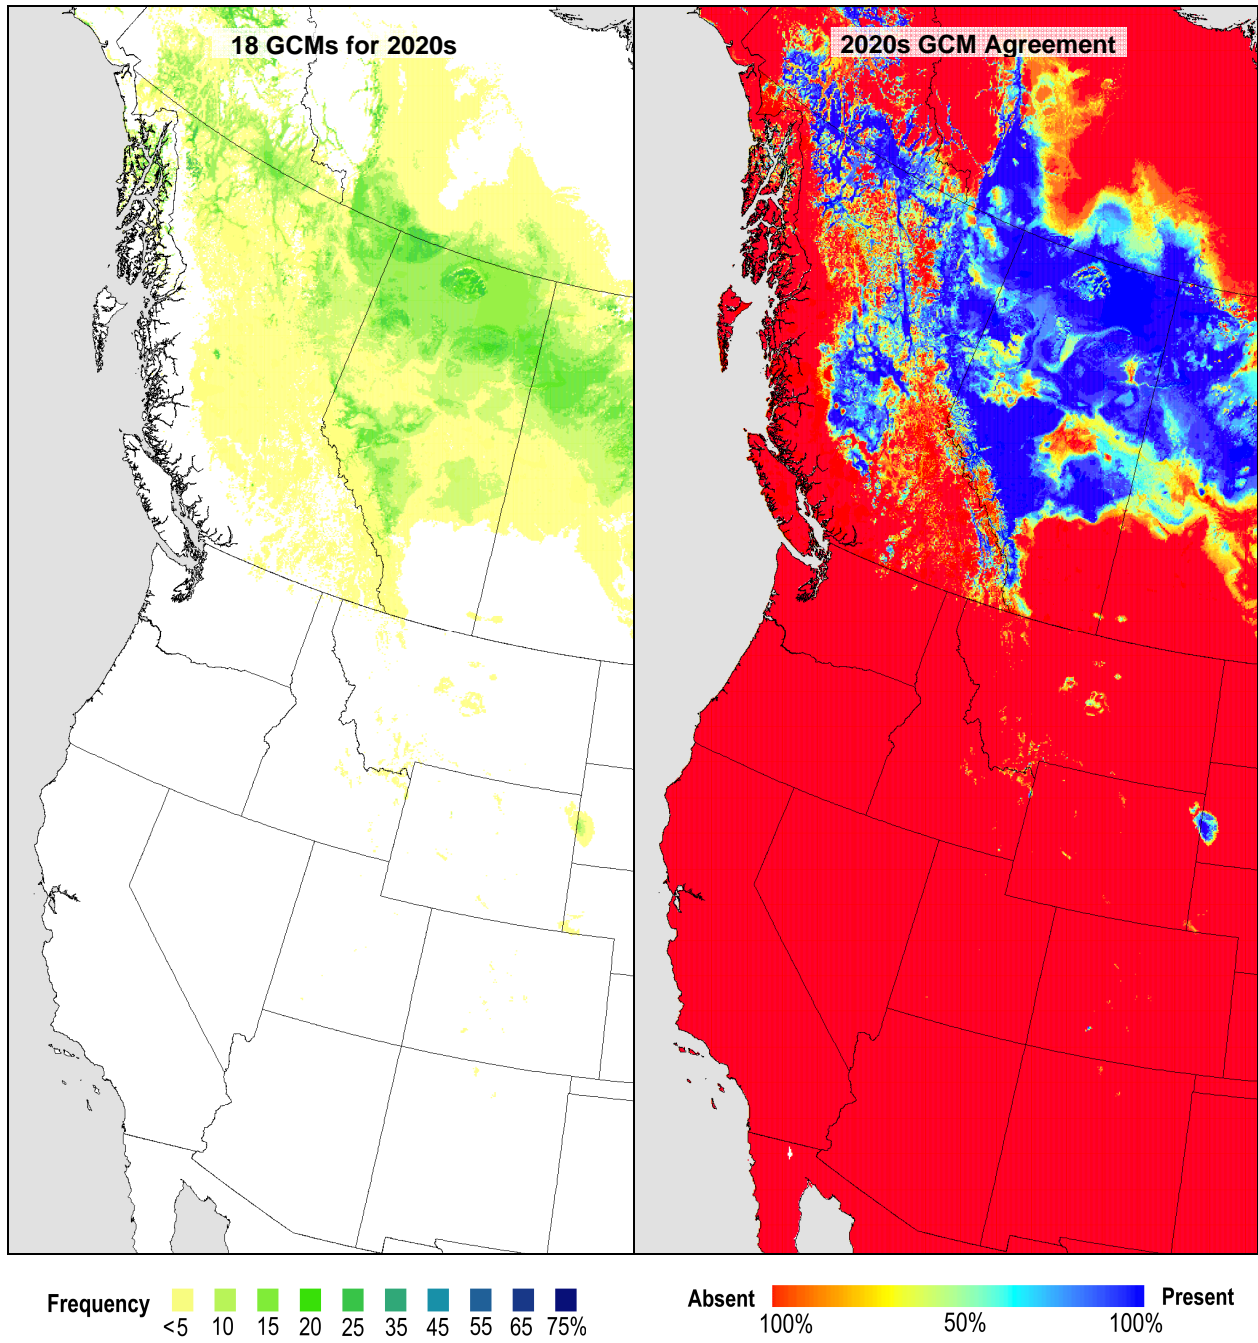 18 GCMs for 2020s
2020s GCM Agreement
Frequency
<5 10 15 20 25 35 45 55 65 75%
Absent
Present
100% 50% 100%